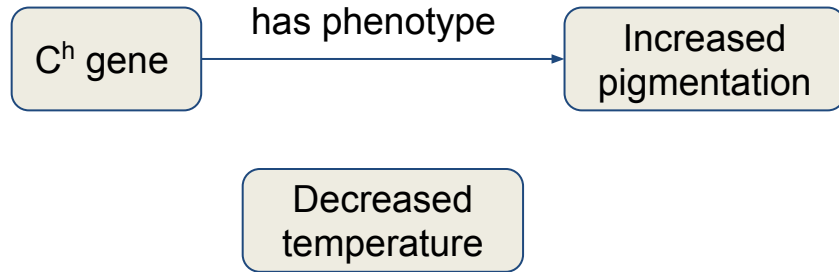 has phenotype
C^h gene
Increased
pigmentation
Decreased
temperature